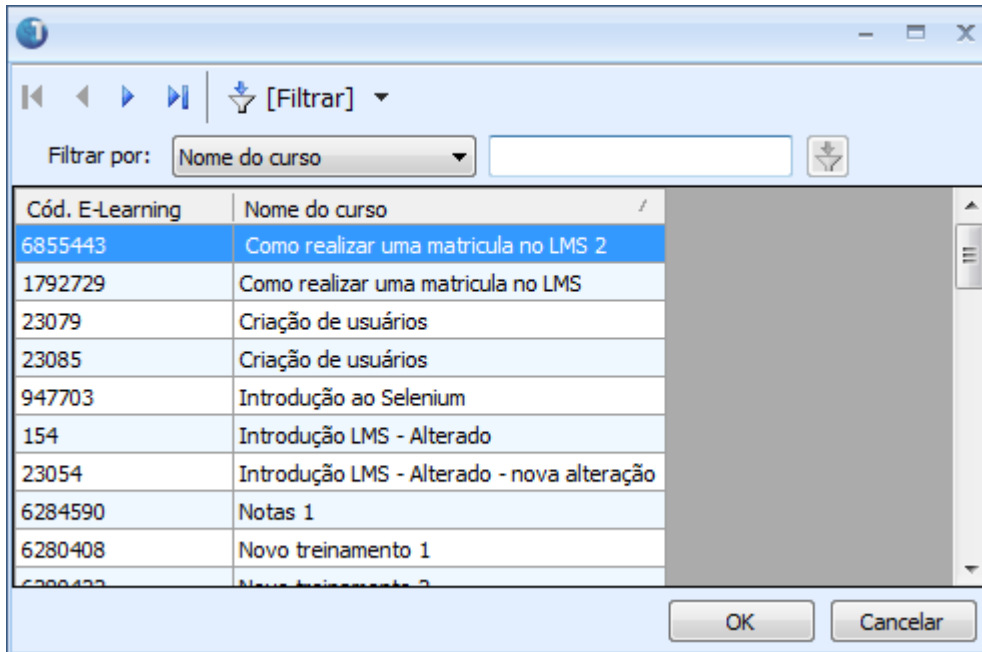 [Filtrar]
Filtrar por: Nome do curso
Cód. E-Learning Nome do curso
6855443 Como realizar uma matricula no LMS 2
1792729 Como realizar uma matricula no LMS
23079 Criação de usuários
23085 Criação de usuários
947703 Introdução ao Selenium
154 Introdução LMS - Alterado
23054 Introdução LMS - Alterado - nova alteração
6284590 Notas 1
6280408 Novo treinamento 1
Novo treinamento 2
OK Cancelar